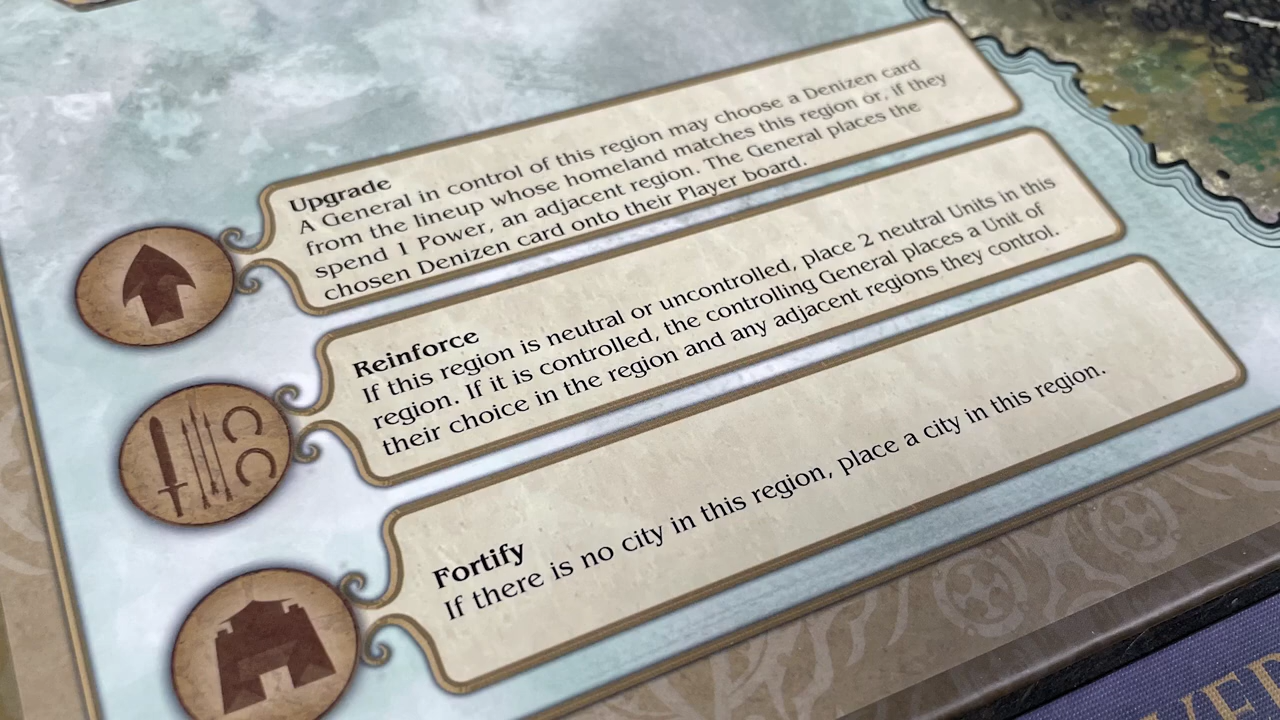 Upgrade
A General in control of this region may choose a Denizen card
from the lineup whose homeland matches this region or, if they
spend 1 Power, an adjacent region. The General places the
chosen Denizen card onto their Player board.
Reinforce
If this region is neutral or uncontrolled, place 2 neutral Units in this
region. If it is controlled, the controlling General places a Unit of
their choice in the region and any adjacent regions they control.
Fortify
If there is no city in this region, place a city in this region.